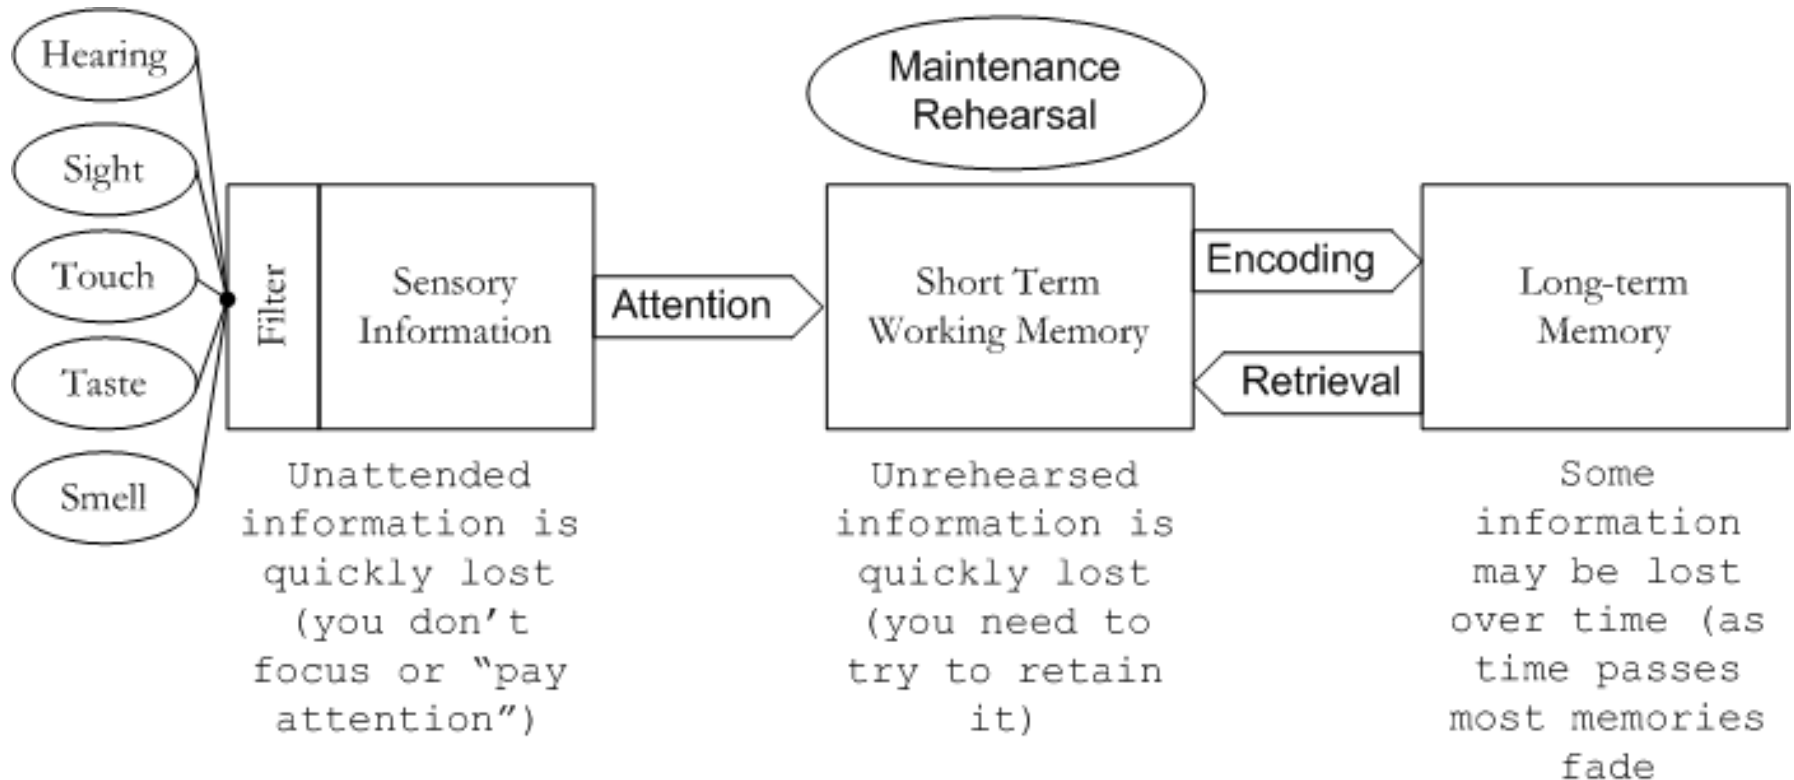 Hearing
Sight
Touch
Taste
Smell
Filter
Sensory
Information
Attention
Maintenance
Rehearsal
Short Term
Working Memory
Encoding
Retrieval
Long-term
Memory
Unattended
information is
quickly lost
(you don’t
focus or “pay
attention”)
Unrehearsed
information is
quickly lost
(you need to
try to retain
it)
Some
information
may be lost
over time (as
time passes
most memories
fade